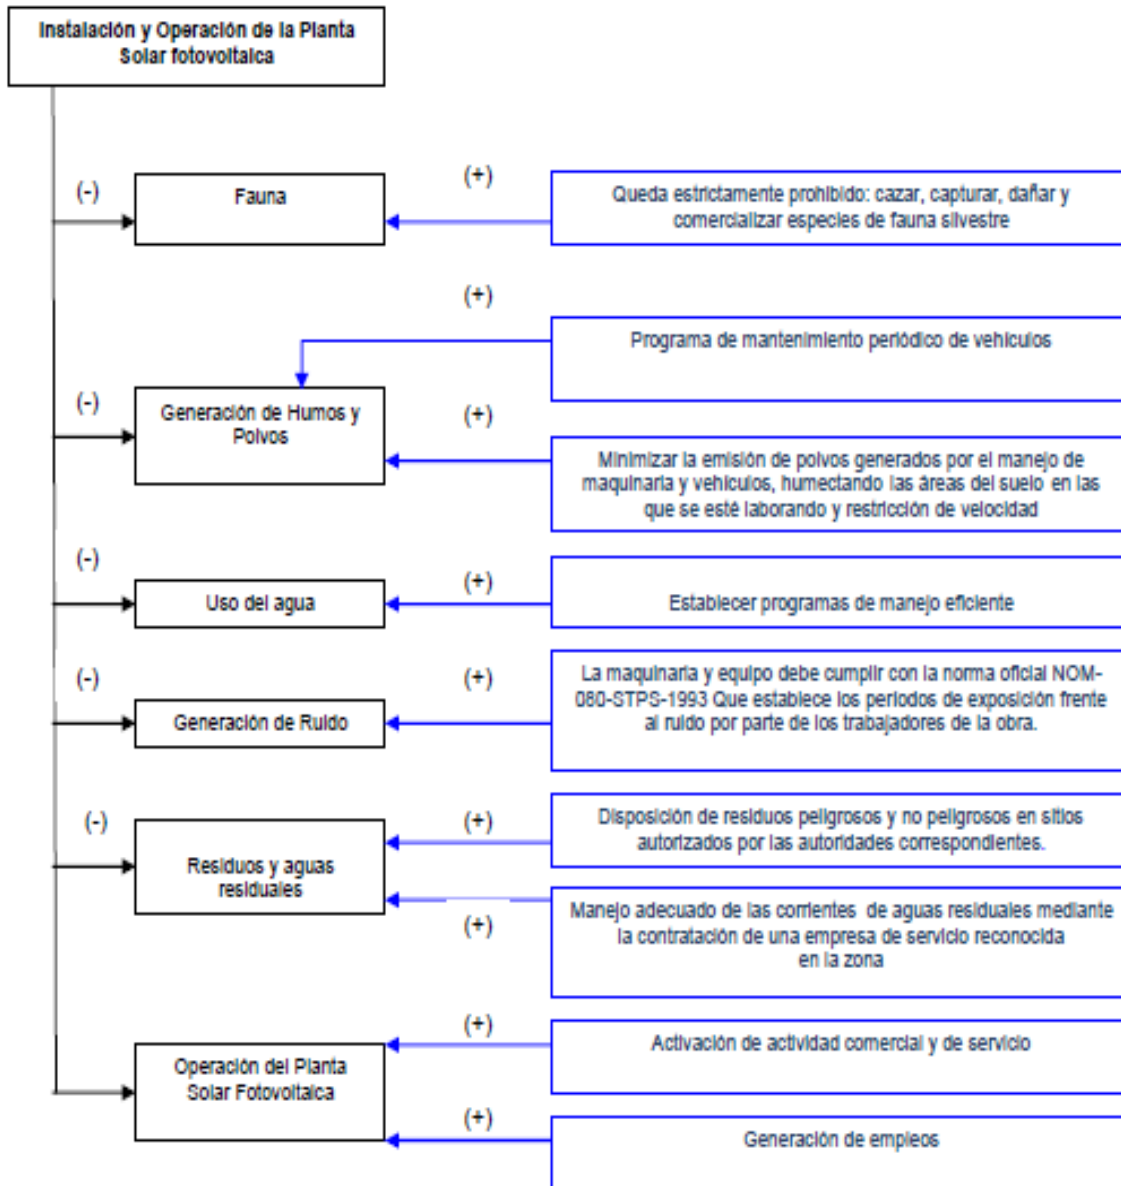 Instalación y Operación de la Planta
Solar fotovoltaica
(-)
Fauna
(+)
Queda estrictamente prohibido: cazar, capturar, dañar y
comercializar especies de fauna silvestre
(+)
Programa de mantenimiento periódico de vehículos
(-)
Generación de Humos y
Polvos
(+)
Minimizar la emisión de polvos generados por el manejo de
maquinaria y vehículos, humectando las áreas del suelo en las
que se esté laborando y restricción de velocidad
(-)
Uso del agua
(+)
Establecer programas de manejo eficiente
(-)
Generación de Ruido
(+)
La maquinaria y equipo debe cumplir con la norma oficial NOM-
080-STPS-1993 Que establece los periodos de exposición frente
al ruido por parte de los trabajadores de la obra.
(-)
Residuos y aguas
residuales
(+)
Disposición de residuos peligrosos y no peligrosos en sitios
autorizados por las autoridades correspondientes.
(+)
Manejo adecuado de las corrientes de aguas residuales mediante
la contratación de una empresa de servicio reconocida
en la zona
Operación del Planta
Solar Fotovoltaica
(+)
Activación de actividad comercial y de servicio
(+)
Generación de empleos